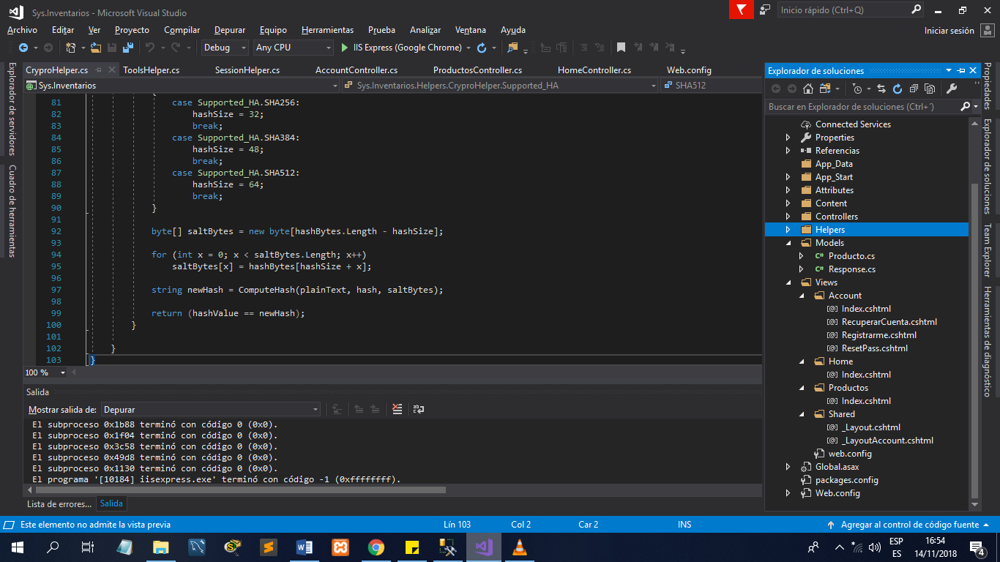 Sys.Inventarios - Microsoft Visual Studio
Inicio rápido (Ctrl+Q)
Archivo Editar Ver Proyecto Compilar Depurar Equipo Herramientas Prueba Analizar Ventana Ayuda
Iniciar sesión
Debug Any CPU IIS Express (Google Chrome)
Explorador de servidores
Cuadro de herramientas
CryproHelper.cs ToolsHelper.cs SessionHelper.cs AccountController.cs ProductosController.cs HomeController.cs Web.config
Sys.Inventarios Sys.Inventarios.Helpers.CryproHelper.Supported_HA SHA512
81 case Supported_HA.SHA256:
82 hashSize = 32;
83 break;
84 case Supported_HA.SHA384:
85 hashSize = 48;
86 break;
87 case Supported_HA.SHA512:
88 hashSize = 64;
89 break;
90 }
91
92 byte[] saltBytes = new byte[hashBytes.Length - hashSize];
93
94 for (int x = 0; x < saltBytes.Length; x++)
95 saltBytes[x] = hashBytes[hashSize + x];
96
97 string newHash = ComputeHash(plainText, hash, saltBytes);
98
99 return (hashValue == newHash);
100 }
101
102 }
103 }
100 %
Salida
Mostrar salida de: Depurar
El subproceso 0x1b88 terminó con código 0 (0x0).
El subproceso 0x1f04 terminó con código 0 (0x0).
El subproceso 0x3c58 terminó con código 0 (0x0).
El subproceso 0x49d8 terminó con código 0 (0x0).
El subproceso 0x1130 terminó con código 0 (0x0).
El programa '[10184] iisexpress.exe' terminó con código -1 (0xffffffff).
Lista de errores... Salida
Explorador de soluciones
Buscar en Explorador de soluciones (Ctrl+´)
Connected Services
Properties
Referencias
App_Data
App_Start
Attributes
Content
Controllers
Helpers
Models
C# Producto.cs
C# Response.cs
Views
Account
Index.cshtml
RecuperarCuenta.cshtml
Registrarme.cshtml
ResetPass.cshtml
Home
Index.cshtml
Productos
Index.cshtml
Shared
_Layout.cshtml
_LayoutAccount.cshtml
web.config
Global.asax
packages.config
Web.config
Propiedades
Explorador de soluciones
Team Explorer
Herramientas de diagnóstico
Este elemento no admite la vista previa
Lín 103 Col 2 Car 2 INS
Agregar al control de código fuente
ESP
ES
16:54
14/11/2018
4